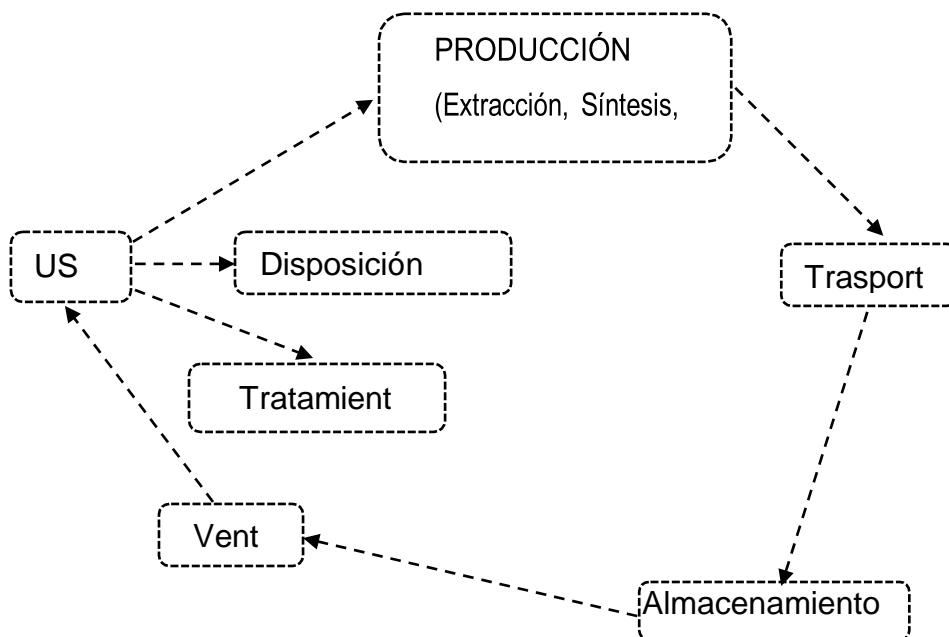 PRODUCCIÓN
(Extracción, Síntesis,
US
Disposición
Trasport
Tratamient
Vent
Almacenamiento